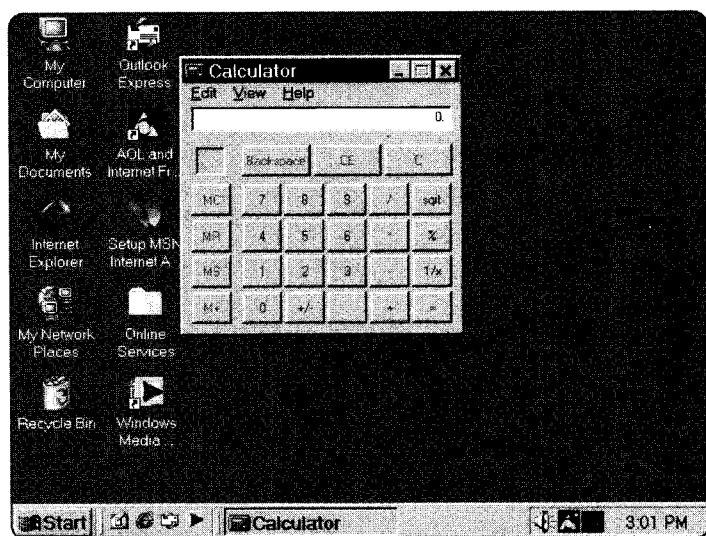 My Computer
Outlook Express
My Documents
AOL and Internet Fr...
Internet Explorer
Setup MSN Internet A...
My Network Places
Online Services
Recycle Bin
Windows Media ...
Calculator
Edit View Help
0.
Backspace CE C
MC 7 8 9 / sqrt
MR 4 5 6 * %
MS 1 2 3 - 1/x
M+ 0 +/- . + =
Start Calculator 3:01 PM